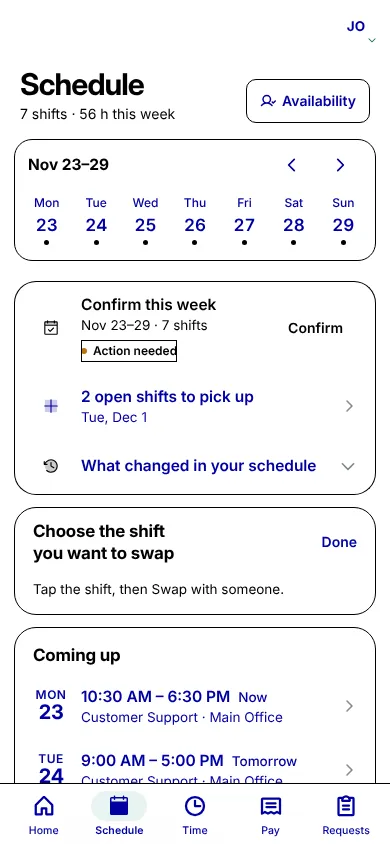 JO
Schedule
7 shifts · 56 h this week
Availability
Nov 23–29
Mon Tue Wed Thu Fri Sat Sun
23 24 25 26 27 28 29
Confirm this week
Nov 23–29 · 7 shifts
Confirm
Action needed
2 open shifts to pick up
Tue, Dec 1
What changed in your schedule
Choose the shift
you want to swap
Done
Tap the shift, then Swap with someone.
Coming up
MON
23
10:30 AM – 6:30 PM Now
Customer Support · Main Office
TUE
24
9:00 AM – 5:00 PM Tomorrow
Customer Support · Main Office
Home Schedule Time Pay Requests